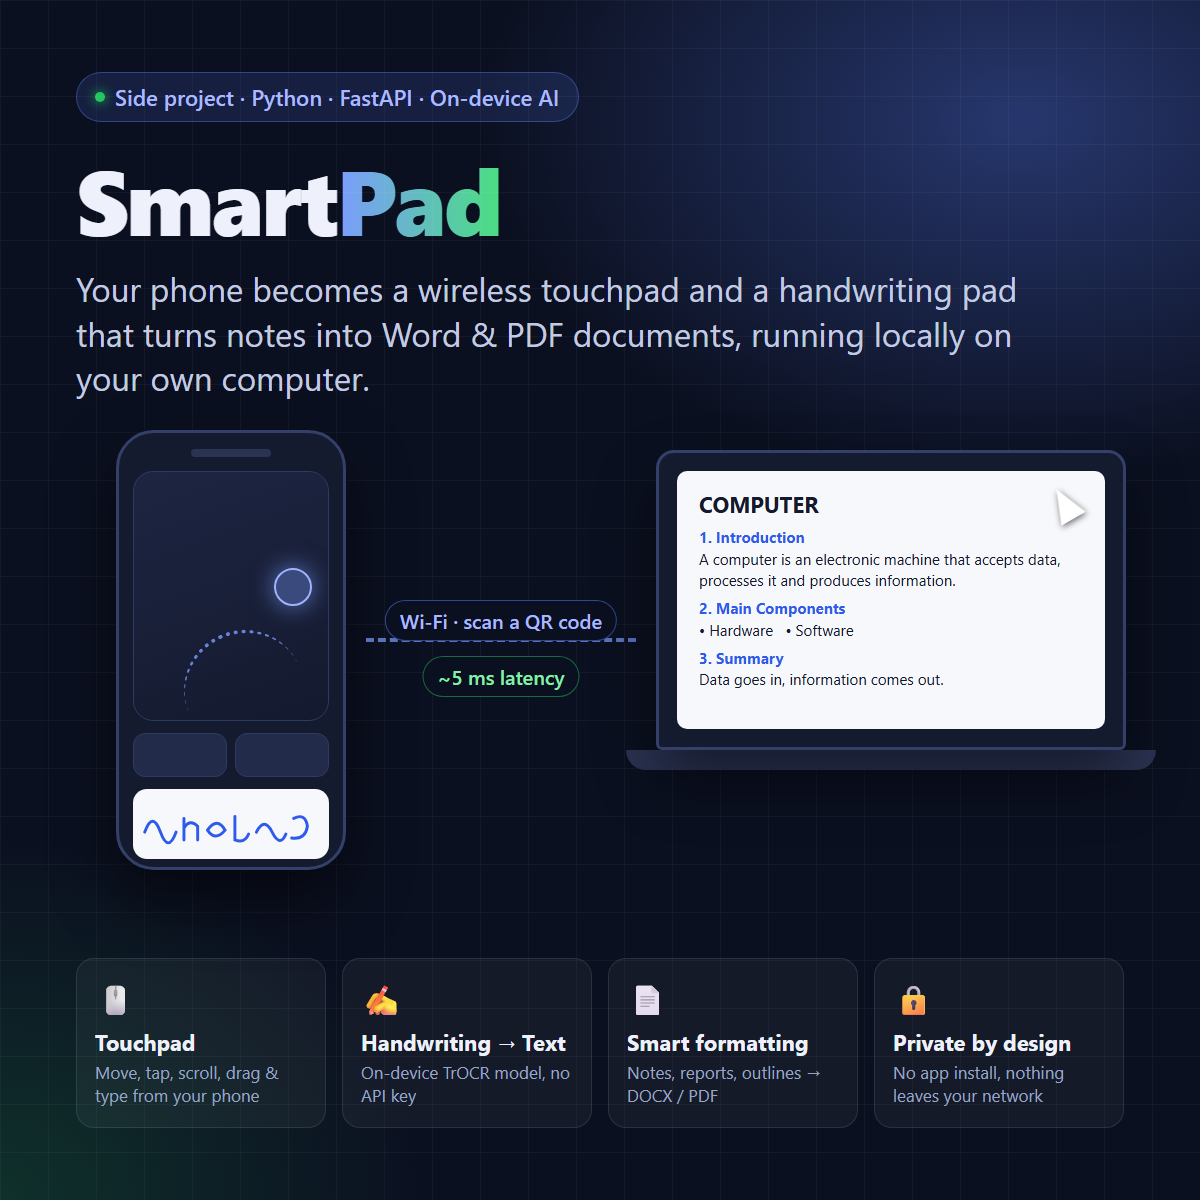 Side project · Python · FastAPI · On-device AI
SmartPad
Your phone becomes a wireless touchpad and a handwriting pad
that turns notes into Word & PDF documents, running locally on
your own computer.
Wi-Fi · scan a QR code
~5 ms latency
COMPUTER
1. Introduction
A computer is an electronic machine that accepts data,
processes it and produces information.
2. Main Components
• Hardware • Software
3. Summary
Data goes in, information comes out.
Touchpad
Move, tap, scroll, drag &
type from your phone
Handwriting → Text
On-device TrOCR model, no
API key
Smart formatting
Notes, reports, outlines →
DOCX / PDF
Private by design
No app install, nothing
leaves your network